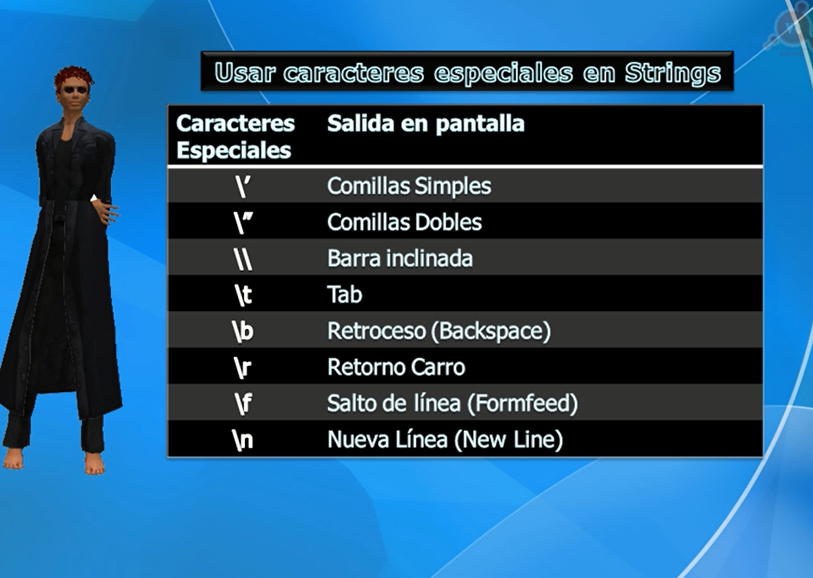 Usar caracteres especiales en Strings
Caracteres Especiales Salida en pantalla
\' Comillas Simples
\" Comillas Dobles
\\ Barra inclinada
\t Tab
\b Retroceso (Backspace)
\r Retorno Carro
\f Salto de línea (Formfeed)
\n Nueva Línea (New Line)